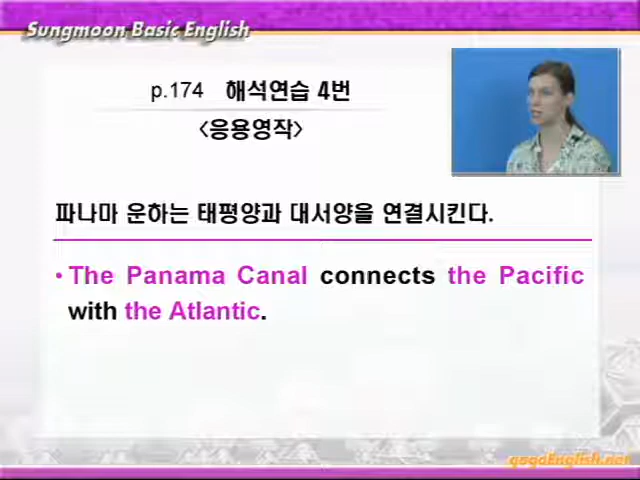 Sungmoon Basic English
p.174 해석연습 4번
<응용영작>
파나마 운하는 태평양과 대서양을 연결시킨다.
• The Panama Canal connects the Pacific
with the Atlantic.
gsgoEnglish.net